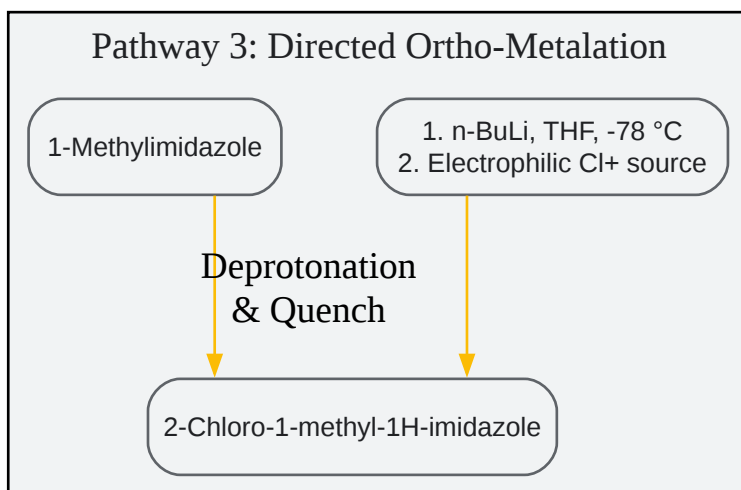 Pathway 3: Directed Ortho-Metalation
1-Methylimidazole
1. n-BuLi, THF, -78 °C
2. Electrophilic Cl+ source
Deprotonation
& Quench
2-Chloro-1-methyl-1H-imidazole